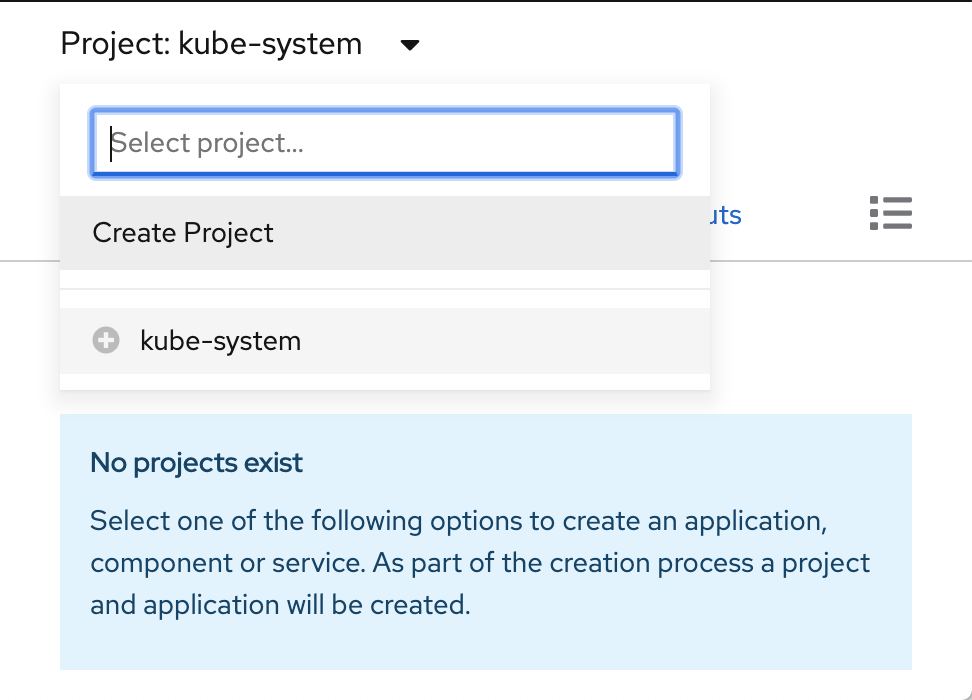 Project: kube-system
Select project...
Create Project
uts
kube-system
No projects exist
Select one of the following options to create an application,
component or service. As part of the creation process a project
and application will be created.